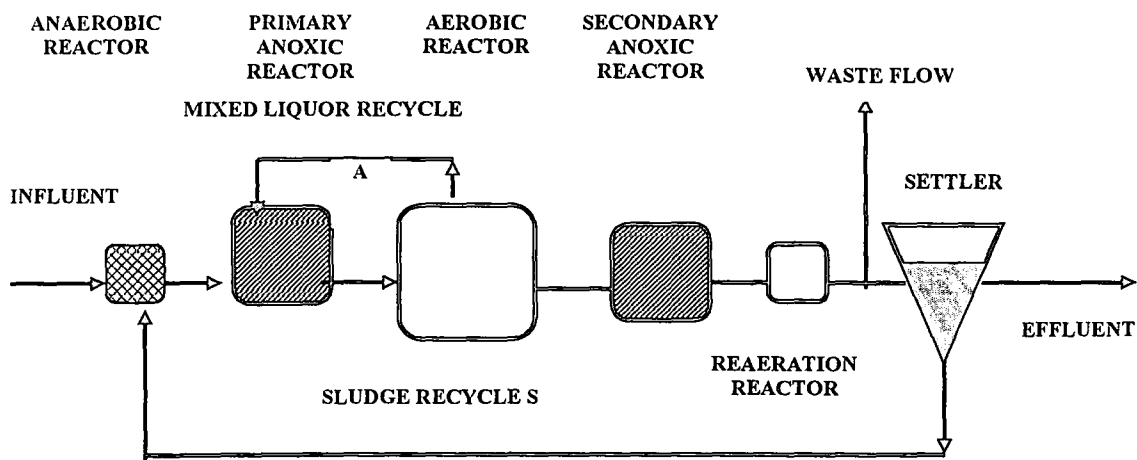 ANAEROBIC
REACTOR
PRIMARY
ANOXIC
REACTOR
AEROBIC
REACTOR
SECONDARY
ANOXIC
REACTOR
WASTE FLOW
MIXED LIQUOR RECYCLE
A
INFLUENT
SETTLER
EFFLUENT
REAERATION
REACTOR
SLUDGE RECYCLE S